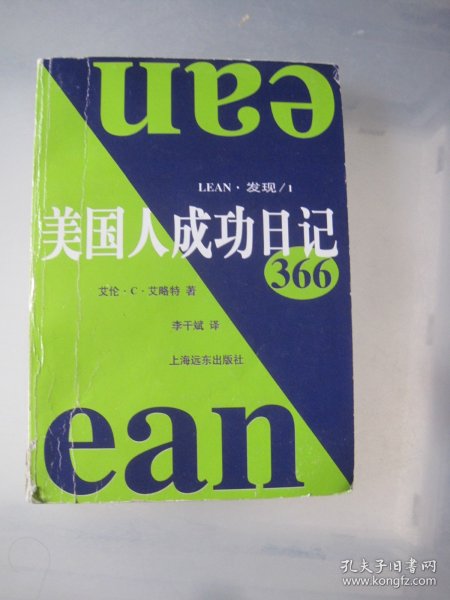 ean
LEAN·发现/1
美国人成功日记
366
艾伦·C·艾略特 著
李干斌 译
上海远东出版社
ean
孔夫子旧书网
www.kongfz.com